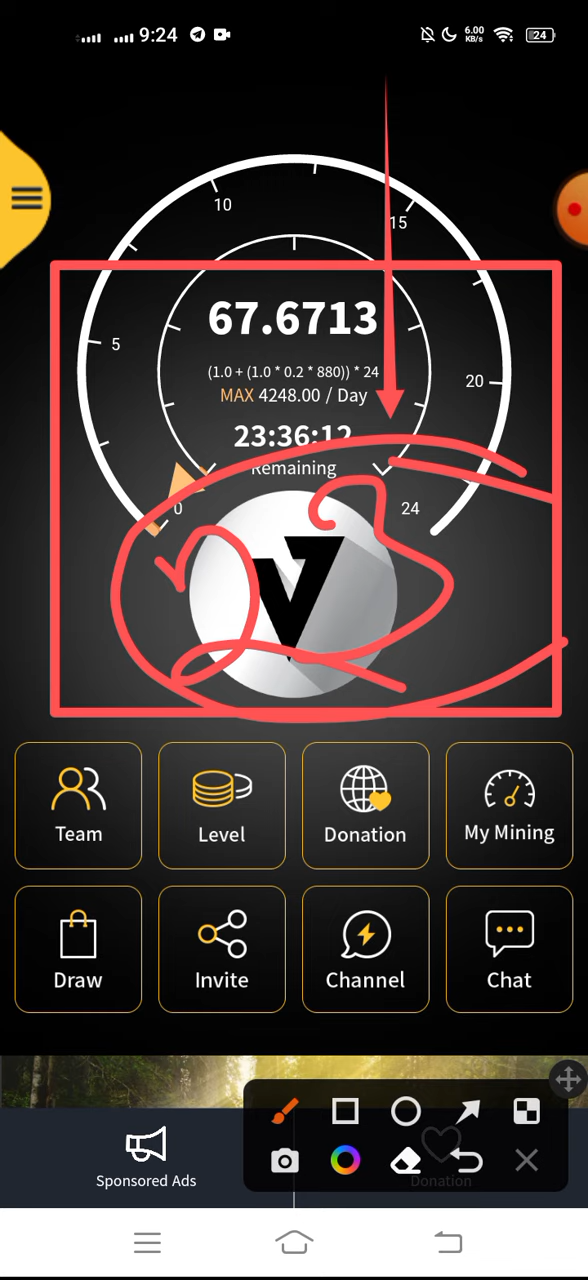 9:24
6.00
KB/s
24
10
15
5
20
67.6713
(1.0 + (1.0 * 0.2 * 880)) * 24
MAX 4248.00 / Day
23:36:12
Remaining
0
24
Team
Level
Donation
My Mining
Draw
Invite
Channel
Chat
Sponsored Ads
Donation